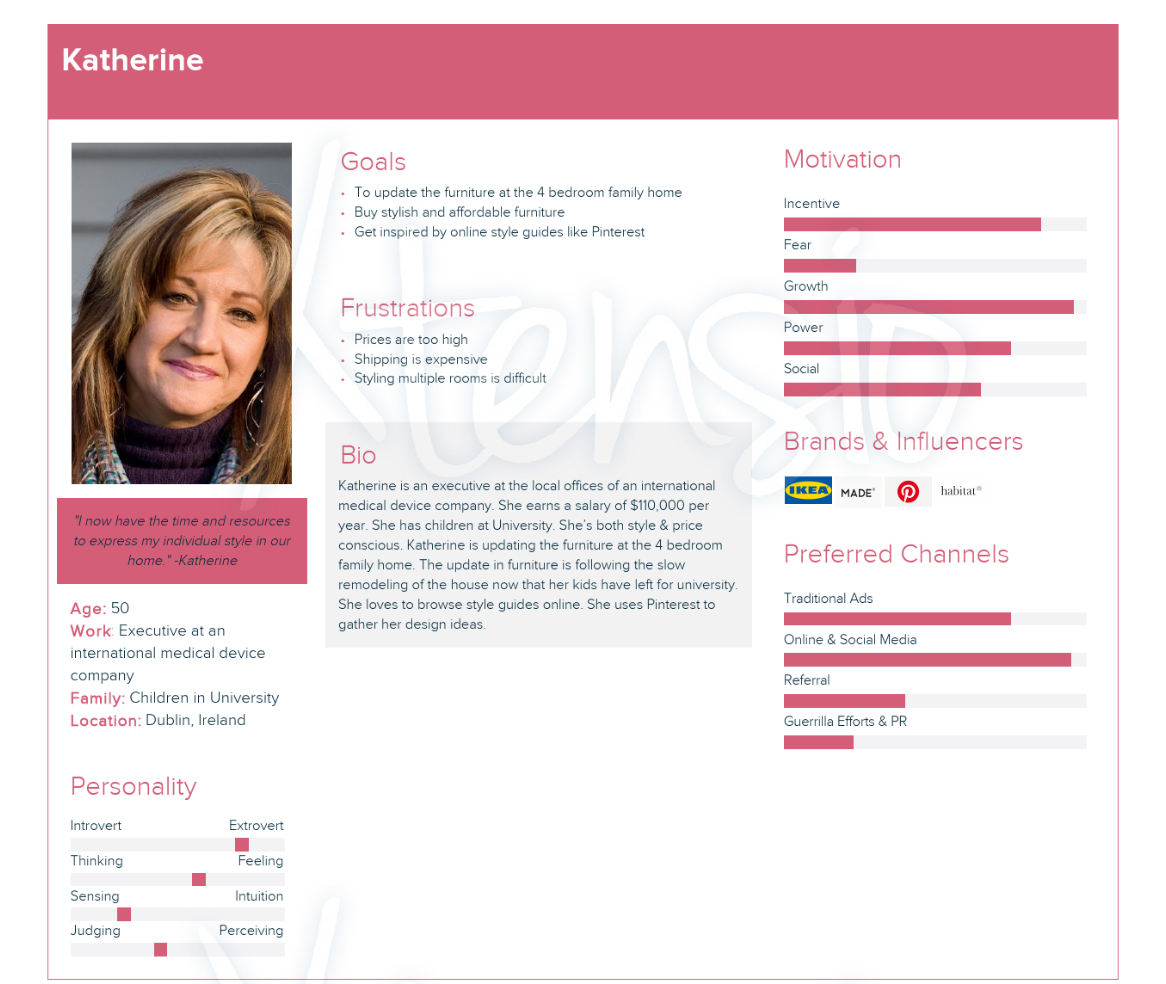 Katherine
"I now have the time and resources
to express my individual style in our
home." -Katherine
Age: 50
Work: Executive at an
international medical device
company
Family: Children in University
Location: Dublin, Ireland
Personality
Introvert Extrovert
Thinking Feeling
Sensing Intuition
Judging Perceiving
Goals
• To update the furniture at the 4 bedroom family home
• Buy stylish and affordable furniture
• Get inspired by online style guides like Pinterest
Frustrations
• Prices are too high
• Shipping is expensive
• Styling multiple rooms is difficult
Bio
Katherine is an executive at the local offices of an international
medical device company. She earns a salary of $110,000 per
year. She has children at University. She's both style & price
conscious. Katherine is updating the furniture at the 4 bedroom
family home. The update in furniture is following the slow
remodeling of the house now that her kids have left for university.
She loves to browse style guides online. She uses Pinterest to
gather her design ideas.
Motivation
Incentive
Fear
Growth
Power
Social
Brands & Influencers
IKEA MADE habitat®
Preferred Channels
Traditional Ads
Online & Social Media
Referral
Guerrilla Efforts & PR
Xtensio